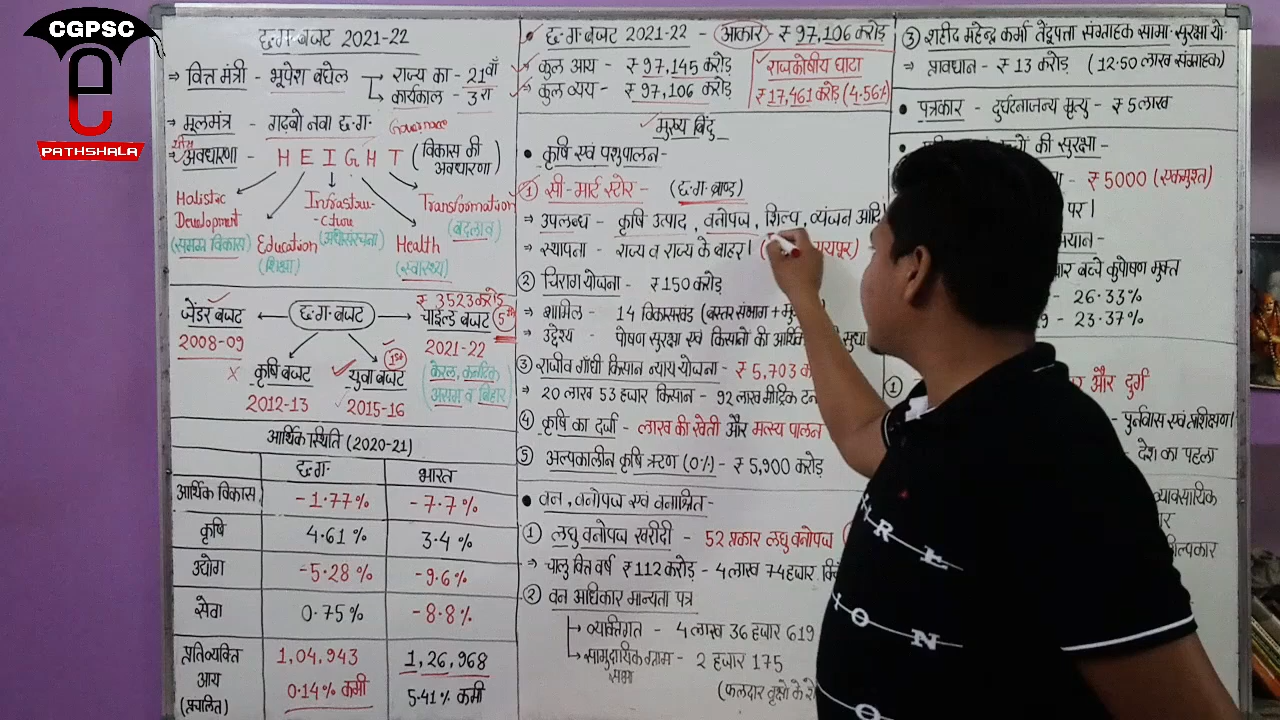 CGPSC
e
PATHSHALA
छ.ग. बजट 2021-22
⇒ वित्त मंत्री - भूपेश बघेल → राज्य का - 21वाँ
→ कार्यकाल - 3रा
⇒ मूलमंत्र - गढ़बो नवा छ.ग.
Governance
⇒ अवधारणा - H E I G H T (विकास की अवधारणा)
Holistic Development (समग्र विकास)
Education (शिक्षा)
Infrastru--cture (अधोसंरचना)
Health (स्वास्थ्य)
Transformation (बदलाव)
₹ 3523 करोड़
जेंडर बजट ← छ.ग. बजट → चाईल्ड बजट
2008-09
2021-22
1st
× कृषि बजट
युवा बजट
केरल, कर्नाटक
असम व बिहार
2012-13
2015-16
आर्थिक स्थिति (2020-21)
छ.ग. भारत
आर्थिक विकास -1.77% -7.7%
कृषि 4.61% 3.4%
उद्योग -5.28% -9.6%
सेवा 0.75% -8.8%
प्रतिव्यक्ति आय (प्रचलित) 1,04,943 1,26,968
0.14% कमी 5.41% कमी
• छ.ग. बजट 2021-22 - आकार - ₹ 97,106 करोड़
⇒ कुल आय - ₹ 97,145 करोड़
⇒ कुल व्यय - ₹ 97,106 करोड़
राजकोषीय घाटा
₹ 17,461 करोड़ (4.56%)
मुख्य बिंदु
• कृषि एवं पशुपालन -
① सी-मार्ट स्टोर - (छ.ग. ब्राण्ड)
⇒ उपलब्ध - कृषि उत्पाद, वनोपज, शिल्प, व्यंजन आदि
⇒ स्थापना - राज्य व राज्य के बाहर। रायपुर)
② चिराग योजना - ₹ 150 करोड़
⇒ शामिल - 14 विकासखण्ड (बस्तर संभाग +
⇒ उद्देश्य - पोषण सुरक्षा एवं किसानों की आर्थिक
③ राजीव गाँधी किसान न्याय योजना - ₹ 5,703
⇒ 20 लाख 53 हजार किसान - 92 लाख मीट्रिक टन
④ कृषि का दर्जा - लाख की खेती और मत्स्य पालन
⑤ अल्पकालीन कृषि ऋण (0%) - ₹ 5,900 करोड़
• वन, वनोपज एवं वनाश्रित -
① लघु वनोपज खरीदी - 52 प्रकार लघु वनोपज
⇒ चालु वित्त वर्ष ₹ 112 करोड़ - 4 लाख 74 हजार
② वन अधिकार मान्यता पत्र
→ व्यक्तिगत - 4 लाख 36 हजार 619
→ सामुदायिक ग्राम सभा - 2 हजार 175
(फलदार वृक्षों के
③ शहीद महेन्द्र कर्मा तेंदूपत्ता संग्राहक सामा. सुरक्षा यो.
⇒ प्रावधान - ₹ 13 करोड़ (12.50 लाख संग्राहक)
• पत्रकार - दुर्घटनाजन्य मृत्यु - ₹ 5 लाख
की सुरक्षा -
- ₹ 5000 (एकमुश्त)
पर।
बच्चे कुपोषण मुक्त
- 26.33%
- 23.37%
①
और दुर्ग
- पुर्नवास एवं प्रशिक्षण।
- देश का पहला
व्यावसायिक
शिल्पकार
R L
O N
O